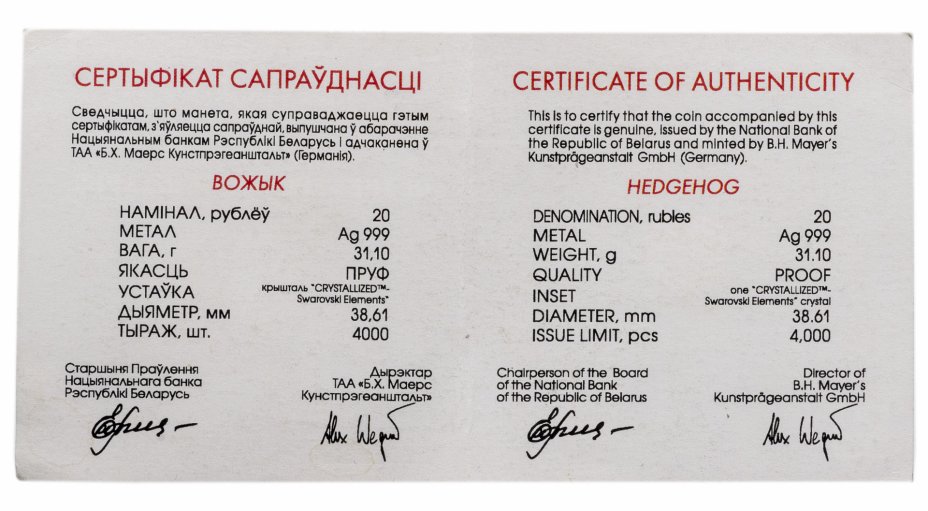 СЕРТЫФІКАТ САПРАЎДНАСЦІ
Сведчыцца, што манета, якая суправаджаецца гэтым
сертыфікатам, з'яўляецца сапраўднай, выпушчана ў абарачэнне
Нацыянальным банкам Рэспублікі Беларусь і адчаканена ў
ТАА «Б.Х. Маерс Кунстпрэгеанштальт» (Германія).
ВОЖЫК
НАМІНАЛ, рублёў 20
МЕТАЛ Ag 999
ВАГА, г 31,10
ЯКАСЦЬ ПРУФ
УСТАЎКА крышталь "CRYSTALLIZED™-
Swarovski Elements"
ДЫЯМЕТР, мм 38,61
ТЫРАЖ, шт. 4000
Старшыня Праўлення
Нацыянальнага банка
Рэспублікі Беларусь
Дырэктар
ТАА «Б.Х. Маерс
Кунстпрэгеанштальт»
CERTIFICATE OF AUTHENTICITY
This is to certify that the coin accompanied by this
certificate is genuine, issued by the National Bank of
the Republic of Belarus and minted by B.H. Mayer's
Kunstprägeanstalt GmbH (Germany).
HEDGEHOG
DENOMINATION, rubles 20
METAL Ag 999
WEIGHT, g 31.10
QUALITY PROOF
INSET one "CRYSTALLIZED™-
Swarovski Elements" crystal
DIAMETER, mm 38.61
ISSUE LIMIT, pcs 4,000
Chairperson of the Board
of the National Bank
of the Republic of Belarus
Director of
B.H. Mayer's
Kunstprägeanstalt GmbH